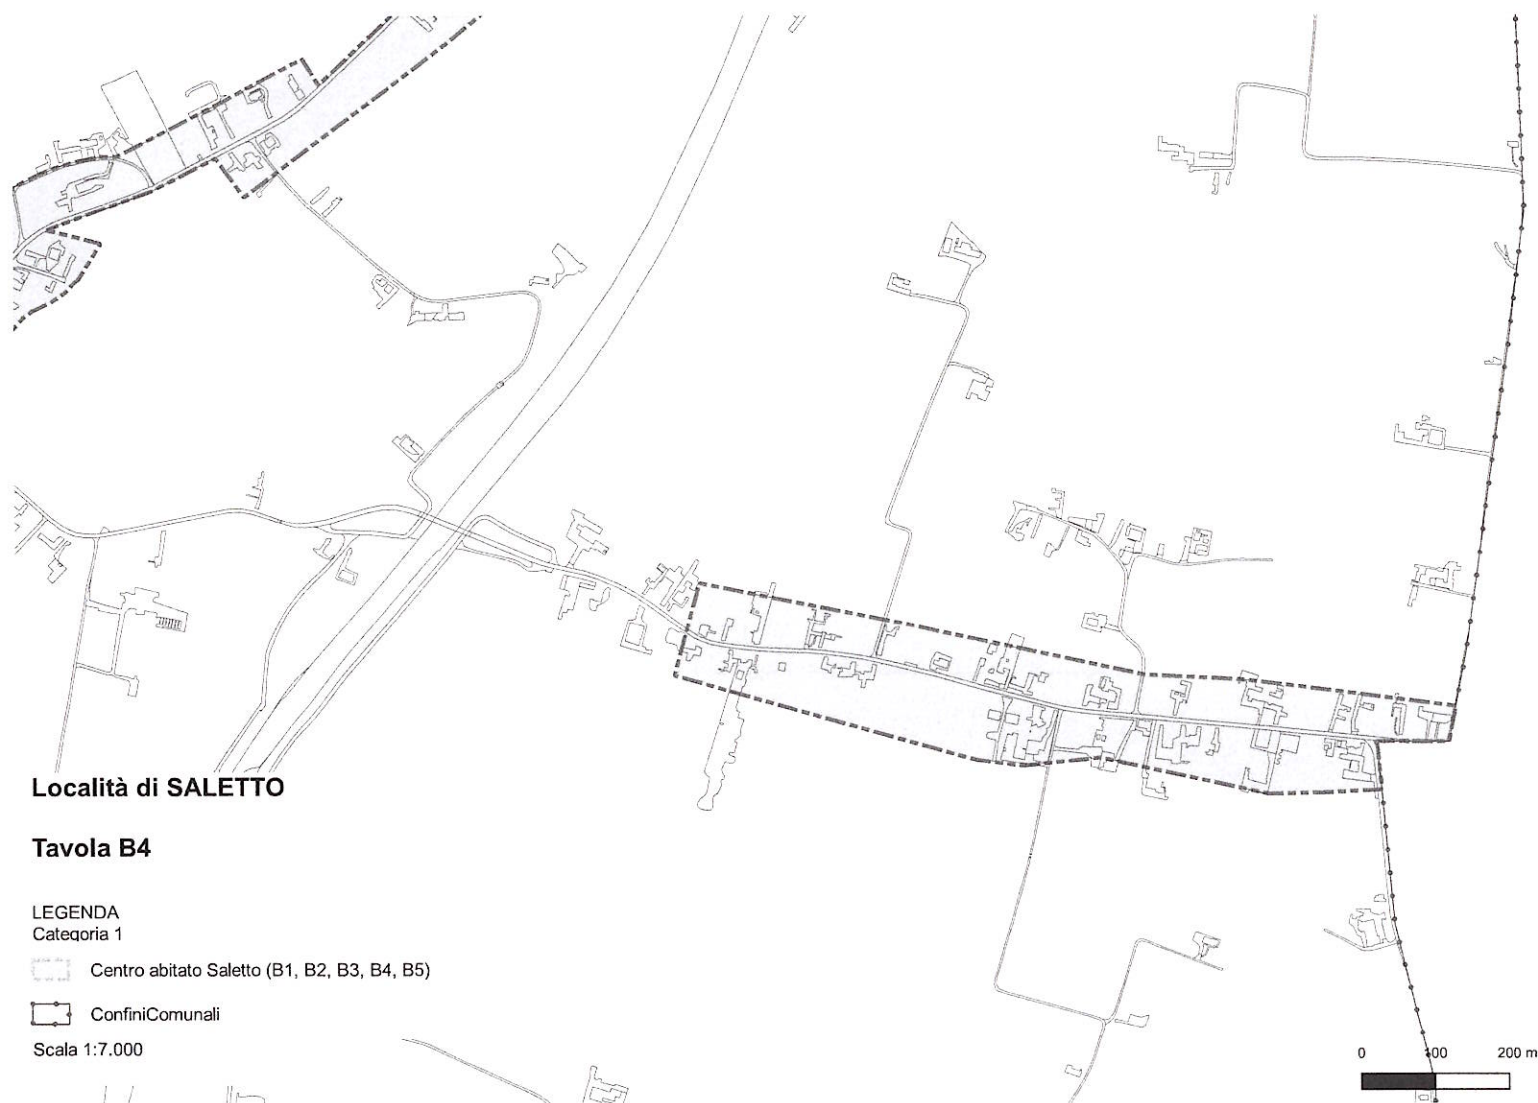 Località di SALETTO
Tavola B4
LEGENDA
Categoria 1
Centro abitato Saletto (B1, B2, B3, B4, B5)
ConfiniComunali
Scala 1:7.000
0 100 200 m